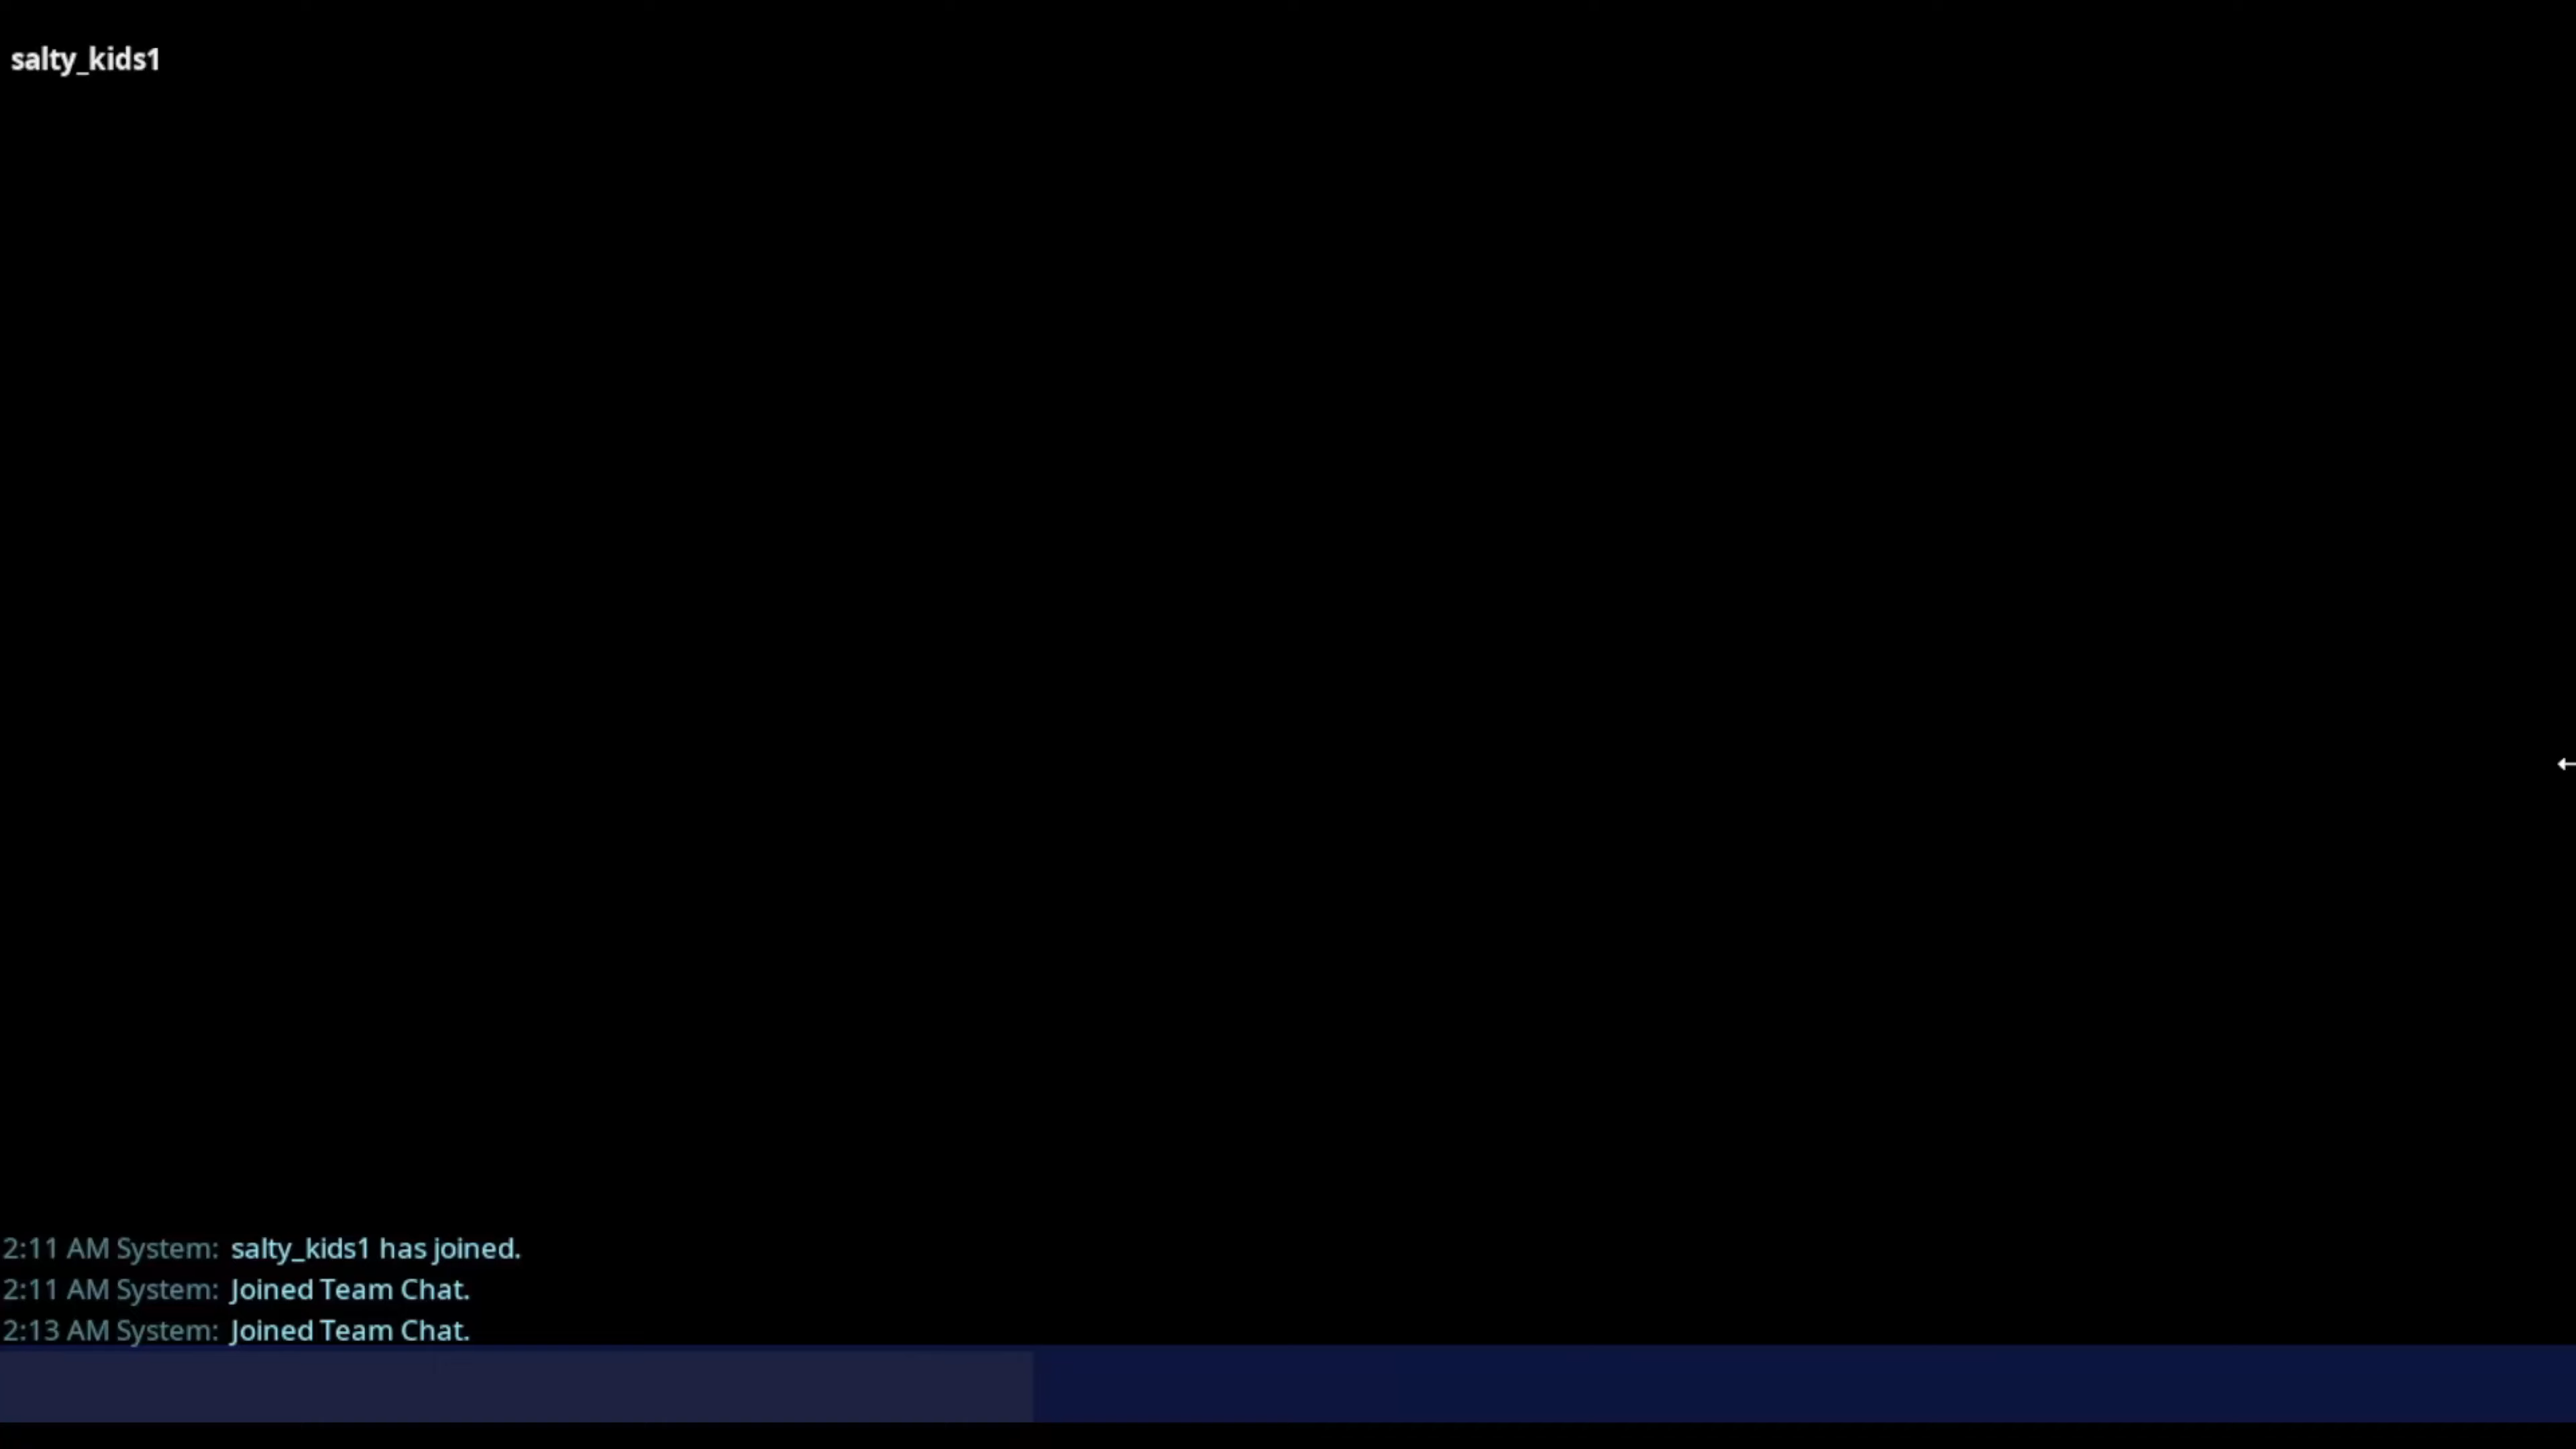 salty_kids1
2:11 AM System: salty_kids1 has joined.
2:11 AM System: Joined Team Chat.
2:13 AM System: Joined Team Chat.